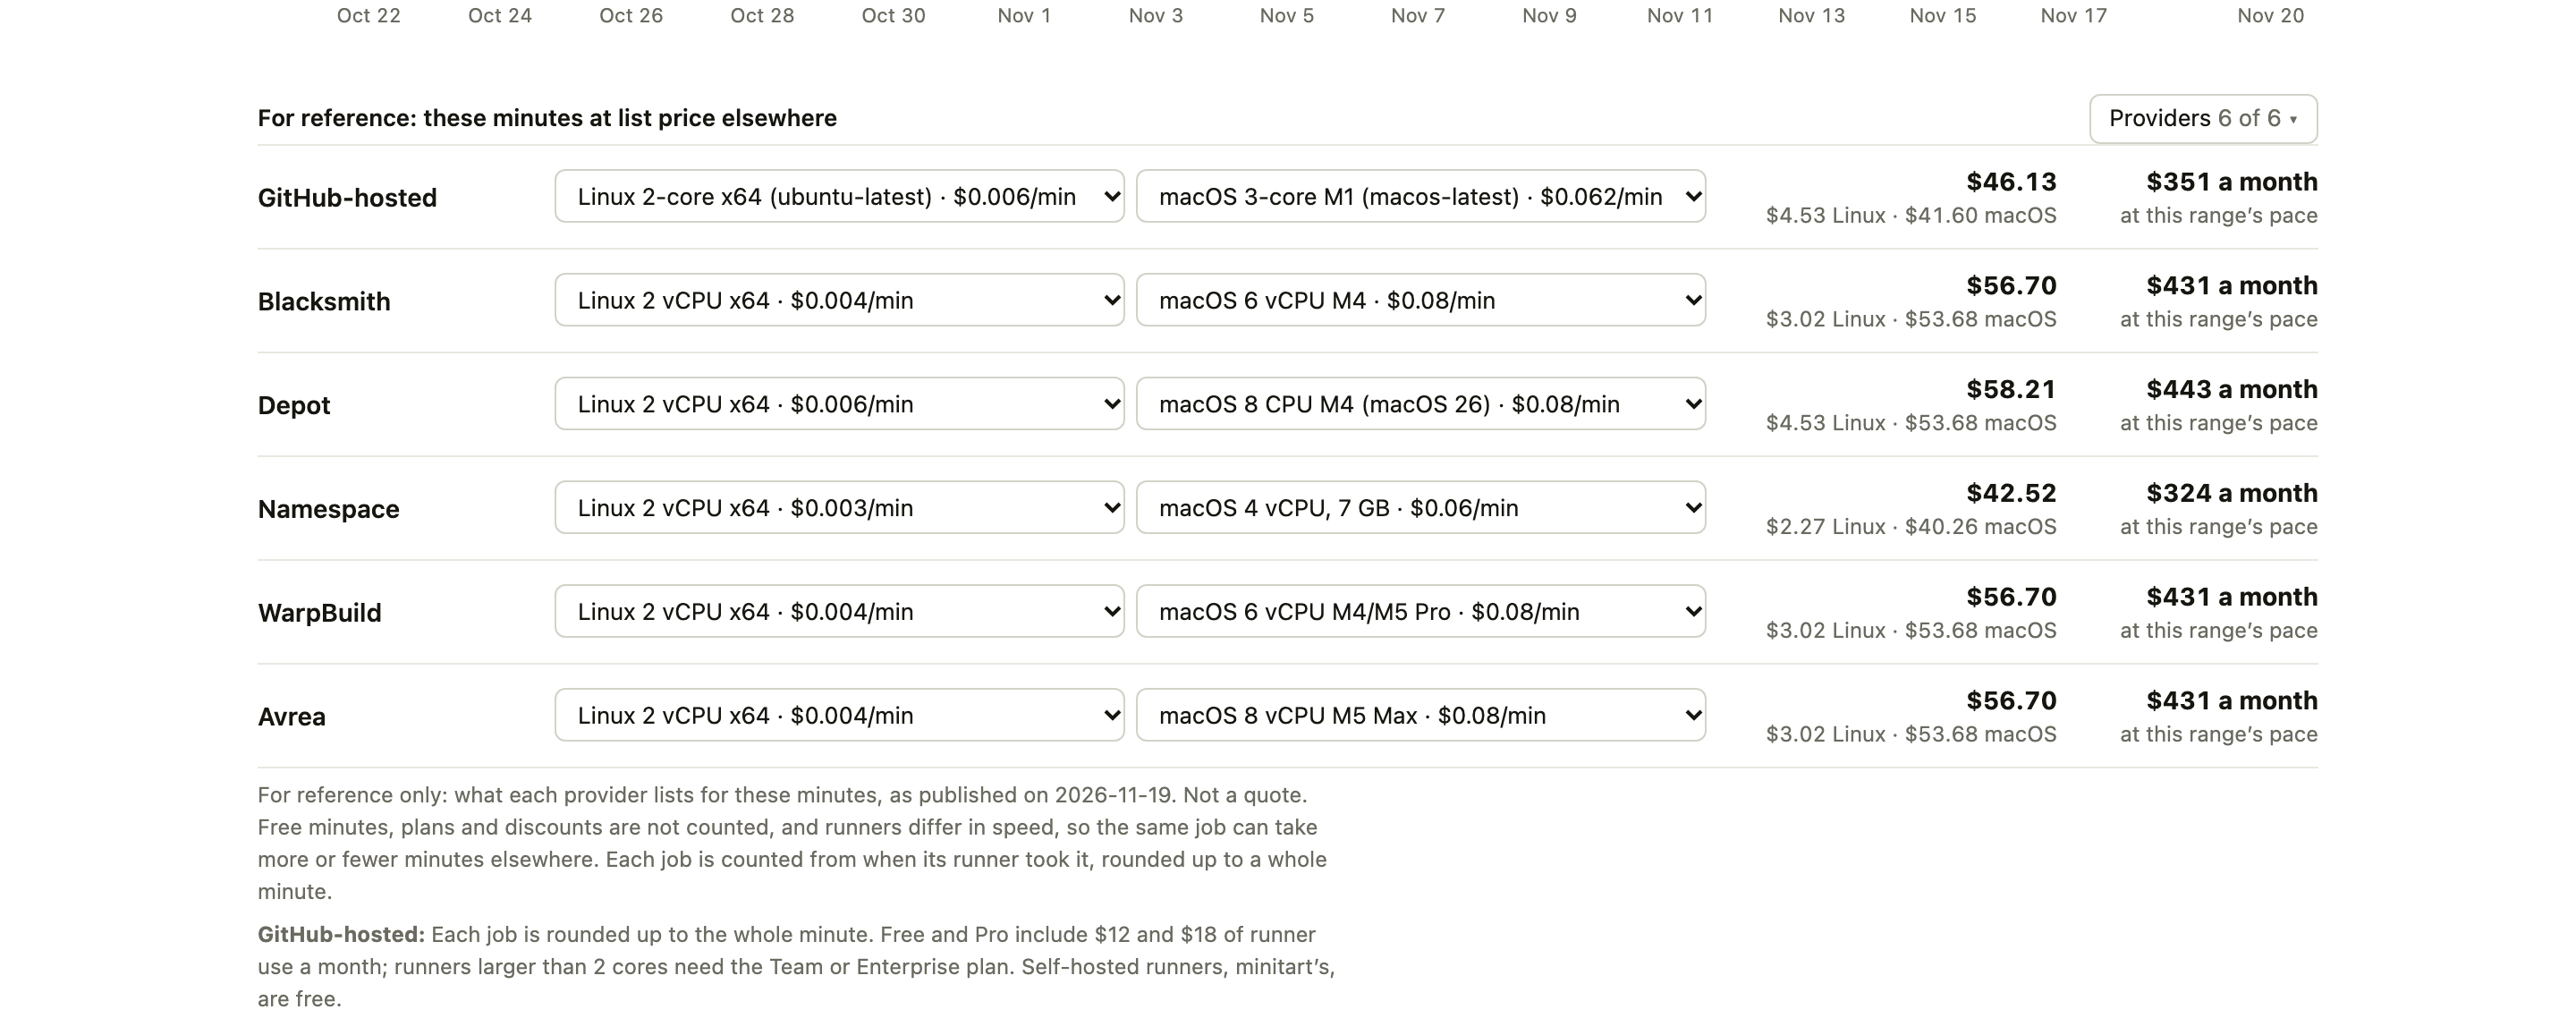 Oct 22 Oct 24 Oct 26 Oct 28 Oct 30 Nov 1 Nov 3 Nov 5 Nov 7 Nov 9 Nov 11 Nov 13 Nov 15 Nov 17 Nov 20
For reference: these minutes at list price elsewhere
Providers 6 of 6 ▾
GitHub-hosted
Linux 2-core x64 (ubuntu-latest) · $0.006/min
macOS 3-core M1 (macos-latest) · $0.062/min
$46.13
$4.53 Linux · $41.60 macOS
$351 a month
at this range’s pace
Blacksmith
Linux 2 vCPU x64 · $0.004/min
macOS 6 vCPU M4 · $0.08/min
$56.70
$3.02 Linux · $53.68 macOS
$431 a month
at this range’s pace
Depot
Linux 2 vCPU x64 · $0.006/min
macOS 8 CPU M4 (macOS 26) · $0.08/min
$58.21
$4.53 Linux · $53.68 macOS
$443 a month
at this range’s pace
Namespace
Linux 2 vCPU x64 · $0.003/min
macOS 4 vCPU, 7 GB · $0.06/min
$42.52
$2.27 Linux · $40.26 macOS
$324 a month
at this range’s pace
WarpBuild
Linux 2 vCPU x64 · $0.004/min
macOS 6 vCPU M4/M5 Pro · $0.08/min
$56.70
$3.02 Linux · $53.68 macOS
$431 a month
at this range’s pace
Avrea
Linux 2 vCPU x64 · $0.004/min
macOS 8 vCPU M5 Max · $0.08/min
$56.70
$3.02 Linux · $53.68 macOS
$431 a month
at this range’s pace
For reference only: what each provider lists for these minutes, as published on 2026-11-19. Not a quote.
Free minutes, plans and discounts are not counted, and runners differ in speed, so the same job can take
more or fewer minutes elsewhere. Each job is counted from when its runner took it, rounded up to a whole
minute.
GitHub-hosted: Each job is rounded up to the whole minute. Free and Pro include $12 and $18 of runner
use a month; runners larger than 2 cores need the Team or Enterprise plan. Self-hosted runners, minitart’s,
are free.